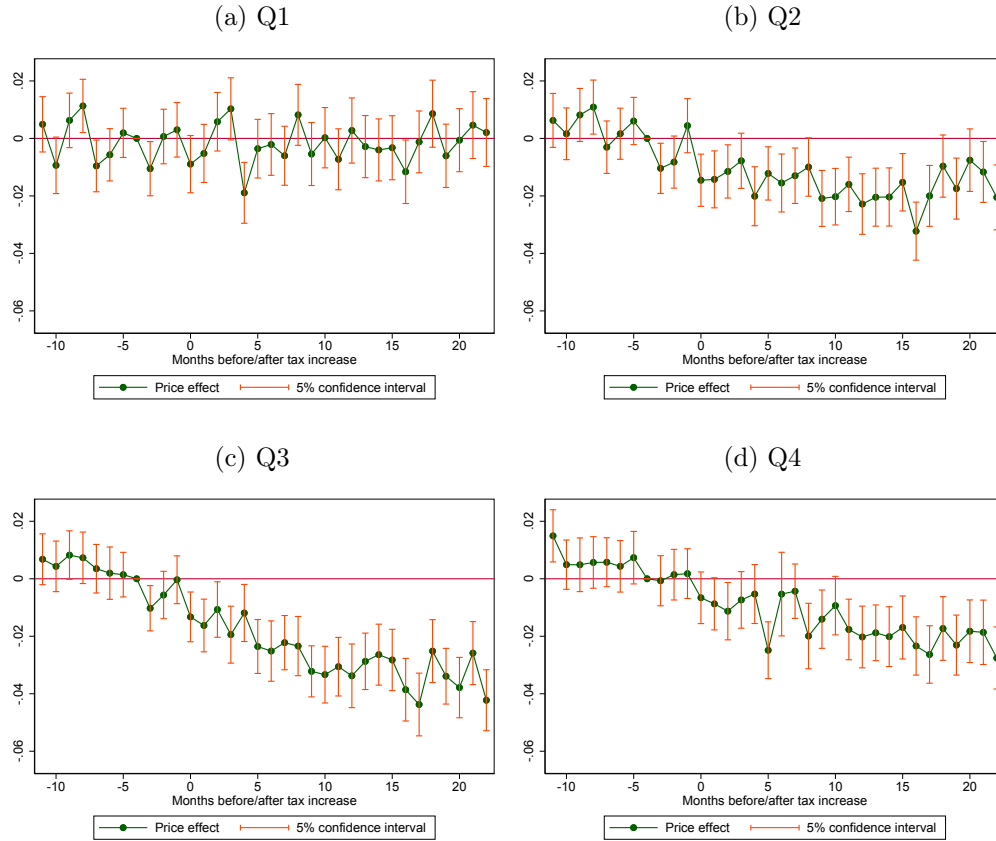 (a) Q1
(b) Q2
.02
0
-.02
-.04
-.06
-10 -5 0 5 10 15 20
Months before/after tax increase
Price effect 5% confidence interval
.02
0
-.02
-.04
-.06
-10 -5 0 5 10 15 20
Months before/after tax increase
Price effect 5% confidence interval
(c) Q3
(d) Q4
.02
0
-.02
-.04
-.06
-10 -5 0 5 10 15 20
Months before/after tax increase
Price effect 5% confidence interval
.02
0
-.02
-.04
-.06
-10 -5 0 5 10 15 20
Months before/after tax increase
Price effect 5% confidence interval